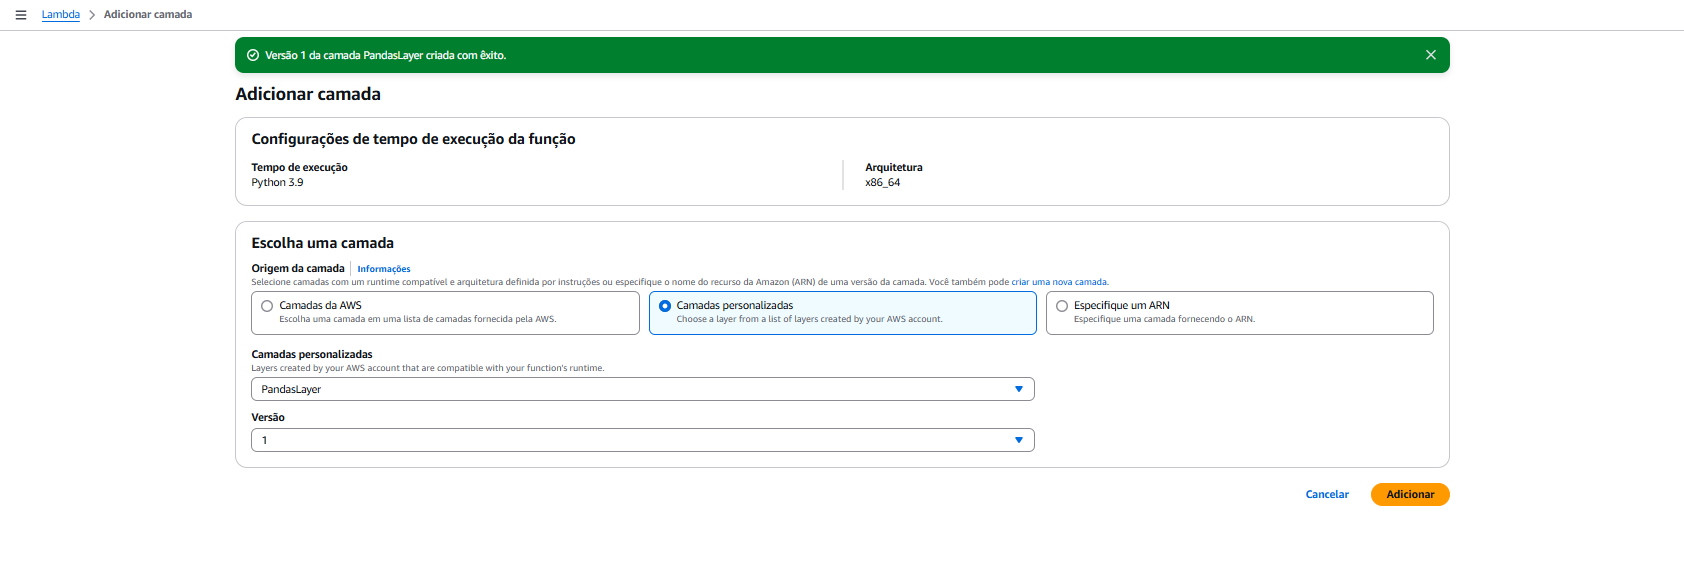 Lambda > Adicionar camada
Versão 1 da camada PandasLayer criada com êxito.
Adicionar camada
Configurações de tempo de execução da função
Tempo de execução
Python 3.9
Arquitetura
x86_64
Escolha uma camada
Origem da camada | Informações
Selecione camadas com um runtime compatível e arquitetura definida por instruções ou especifique o nome do recurso da Amazon (ARN) de uma versão da camada. Você também pode criar uma nova camada.
Camadas da AWS
Escolha uma camada em uma lista de camadas fornecida pela AWS.
Camadas personalizadas
Choose a layer from a list of layers created by your AWS account.
Especifique um ARN
Especifique uma camada fornecendo o ARN.
Camadas personalizadas
Layers created by your AWS account that are compatible with your function's runtime.
PandasLayer
Versão
1
Cancelar
Adicionar